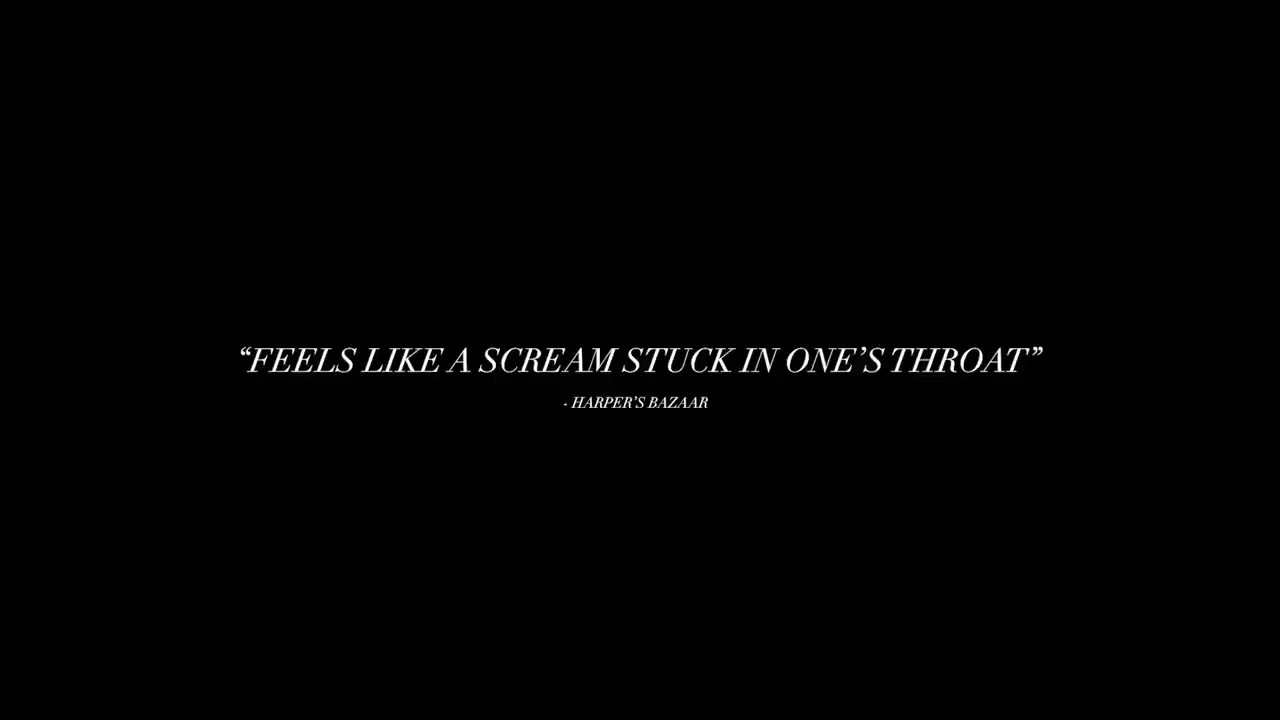 “FEELS LIKE A SCREAM STUCK IN ONE’S THROAT”
- HARPER’S BAZAAR